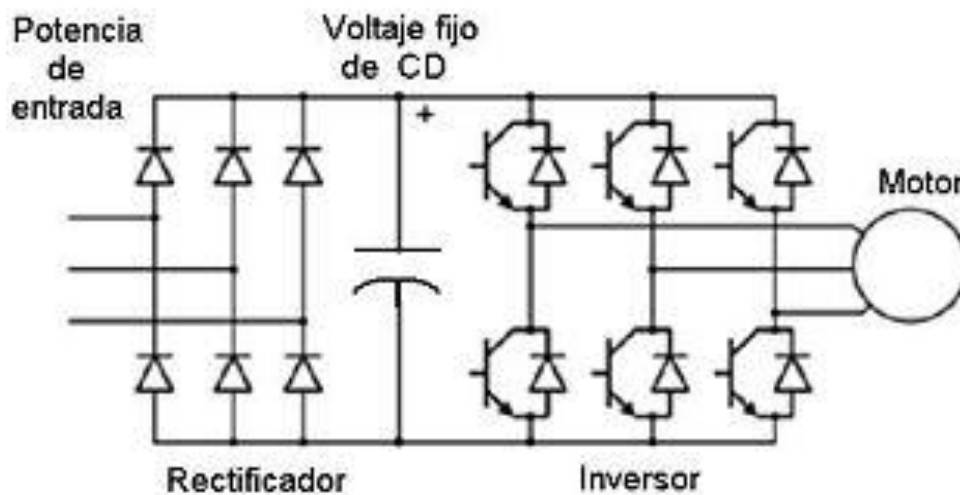 Potencia
de
entrada
Voltaje fijo
de CD
+
Motor
Rectificador
Inversor